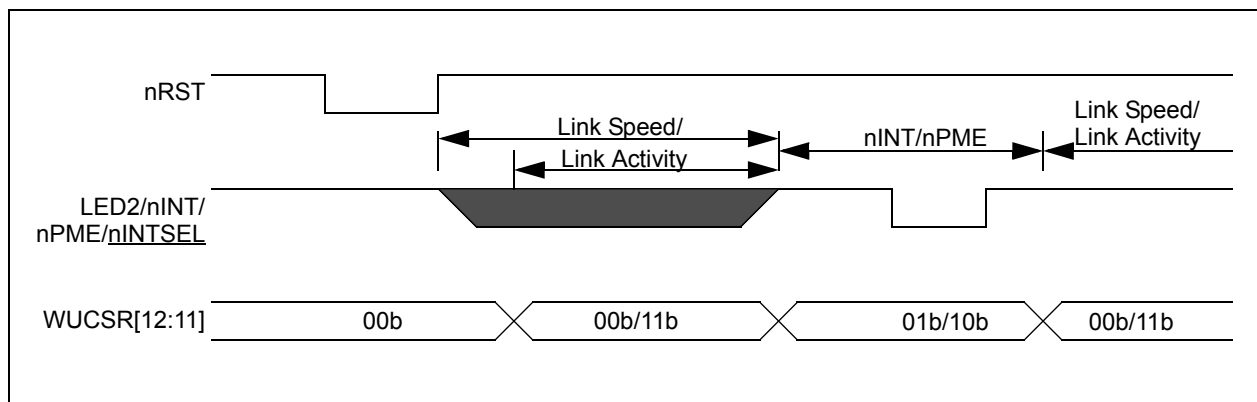 nRST
Link Speed/
Link Activity
nINT/nPME
Link Speed/
Link Activity
LED2/nINT/
nPME/nINTSEL
WUCSR[12:11]
00b
00b/11b
01b/10b
00b/11b